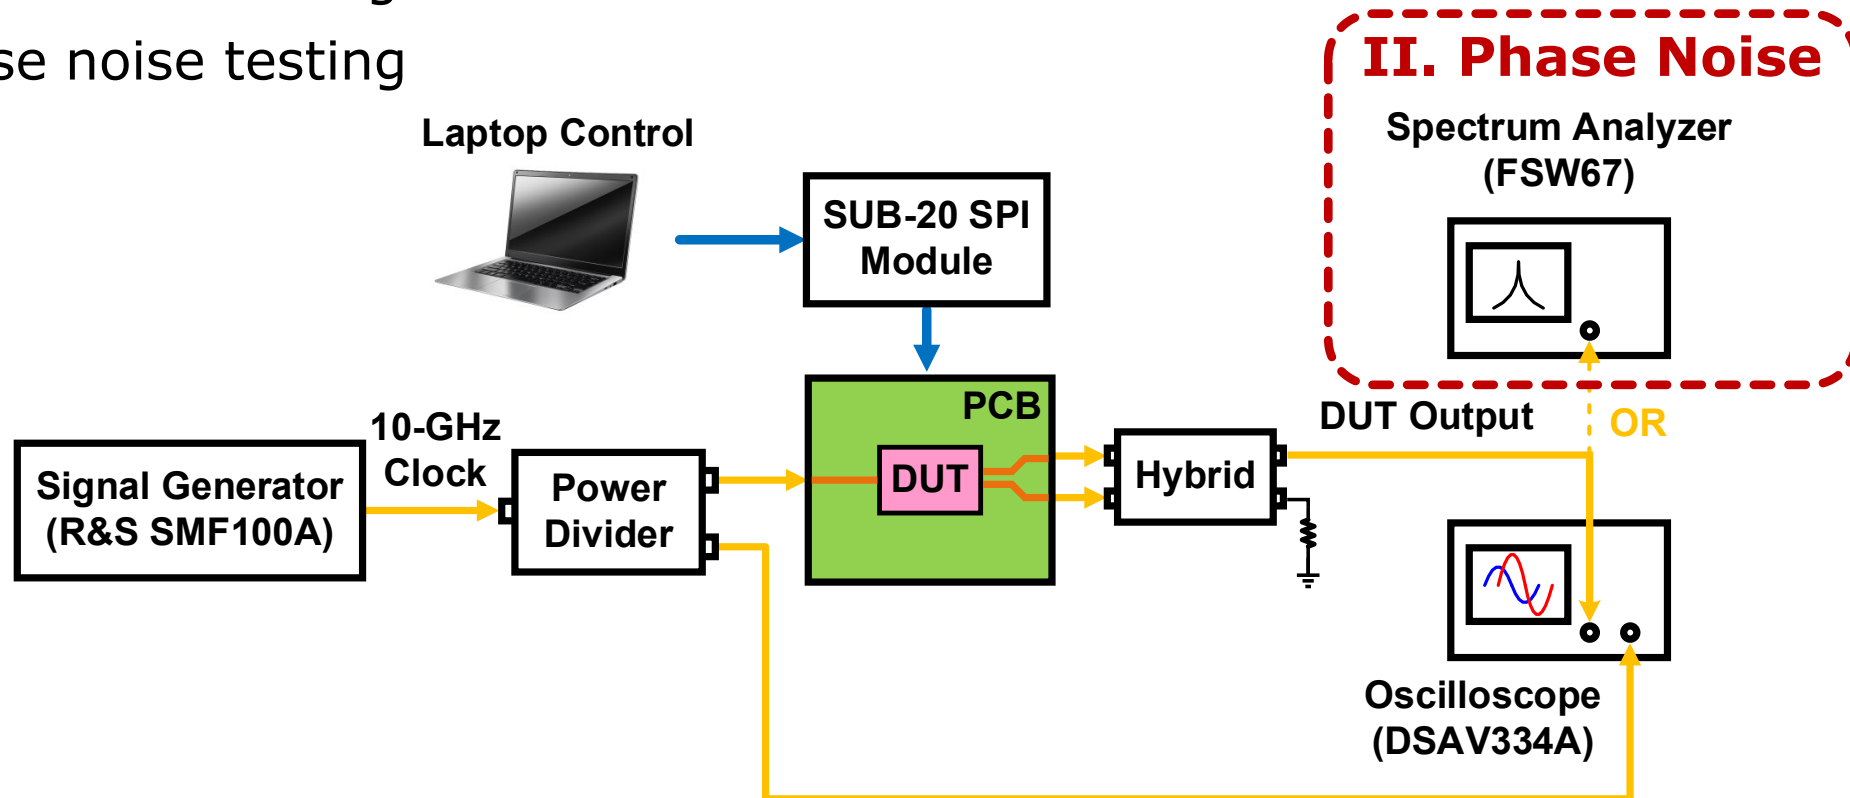 se noise testing
II. Phase Noise
Laptop Control
Spectrum Analyzer
(FSW67)
SUB-20 SPI
Module
PCB
DUT Output
OR
10-GHz
Clock
Signal Generator
(R&S SMF100A)
Power
Divider
DUT
Hybrid
Oscilloscope
(DSAV334A)